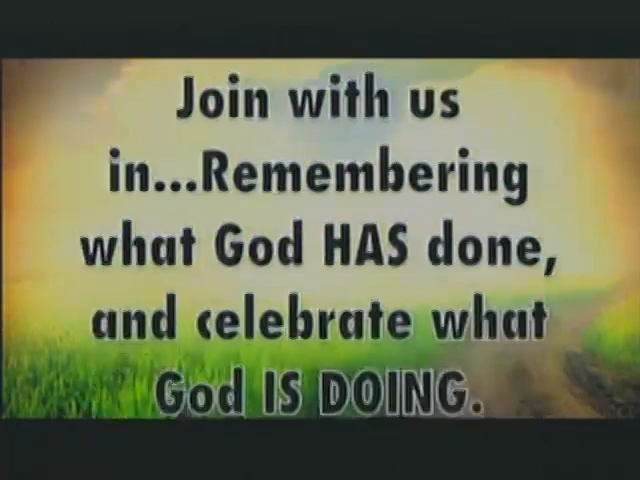 Join with us
in...Remembering
what God HAS done,
and celebrate what
God IS DOING.